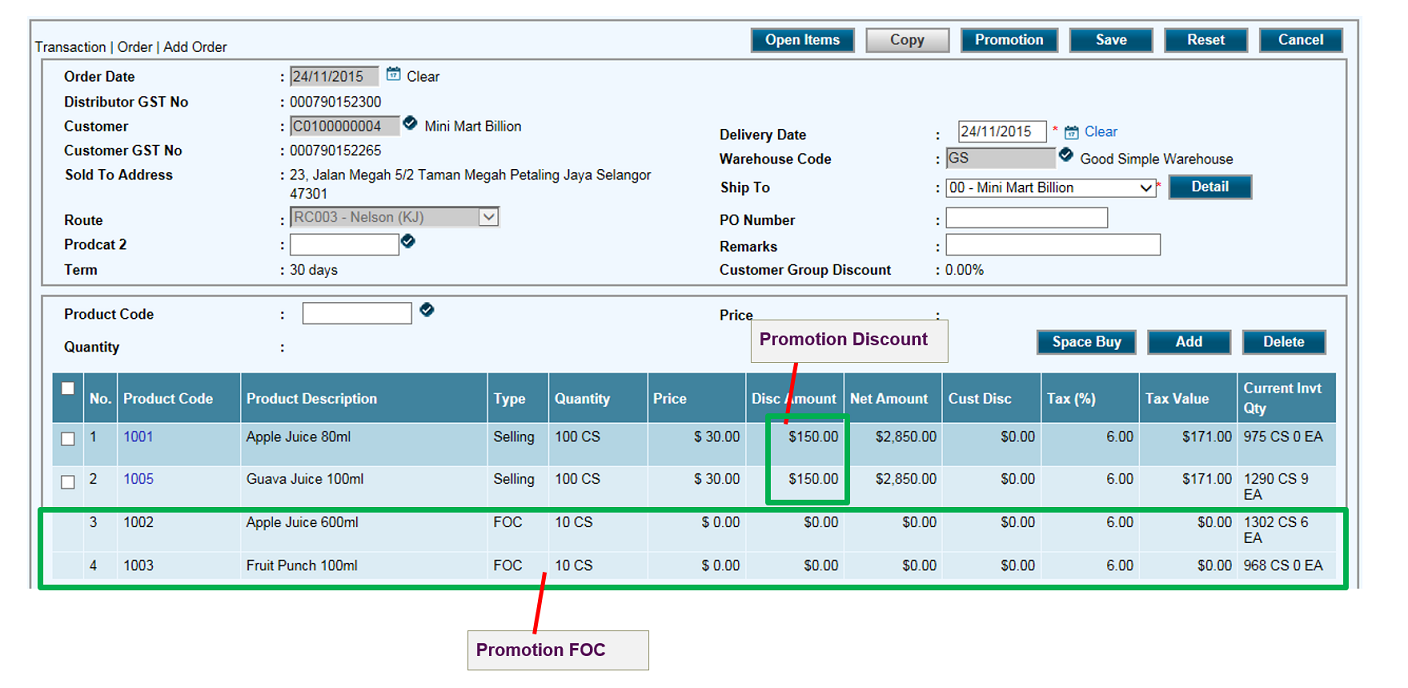 Transaction | Order | Add Order
Open Items Copy Promotion Save Reset Cancel
Order Date : 24/11/2015 Clear
Distributor GST No : 000790152300
Customer : C0100000004 Mini Mart Billion
Customer GST No : 000790152265
Sold To Address : 23, Jalan Megah 5/2 Taman Megah Petaling Jaya Selangor
47301
Route : RC003 - Nelson (KJ)
Prodcat 2 :
Term : 30 days
Delivery Date : 24/11/2015 * Clear
Warehouse Code : GS Good Simple Warehouse
Ship To : 00 - Mini Mart Billion * Detail
PO Number :
Remarks :
Customer Group Discount : 0.00%
Product Code :
Price :
Quantity :
Promotion Discount
Space Buy Add Delete
No. Product Code Product Description Type Quantity Price Disc Amount Net Amount Cust Disc Tax (%) Tax Value Current Invt
Qty
1 1001 Apple Juice 80ml Selling 100 CS $ 30.00 $150.00 $2,850.00 $0.00 6.00 $171.00 975 CS 0 EA
2 1005 Guava Juice 100ml Selling 100 CS $ 30.00 $150.00 $2,850.00 $0.00 6.00 $171.00 1290 CS 9
EA
3 1002 Apple Juice 600ml FOC 10 CS $ 0.00 $0.00 $0.00 $0.00 6.00 $0.00 1302 CS 6
EA
4 1003 Fruit Punch 100ml FOC 10 CS $ 0.00 $0.00 $0.00 $0.00 6.00 $0.00 968 CS 0 EA
Promotion FOC